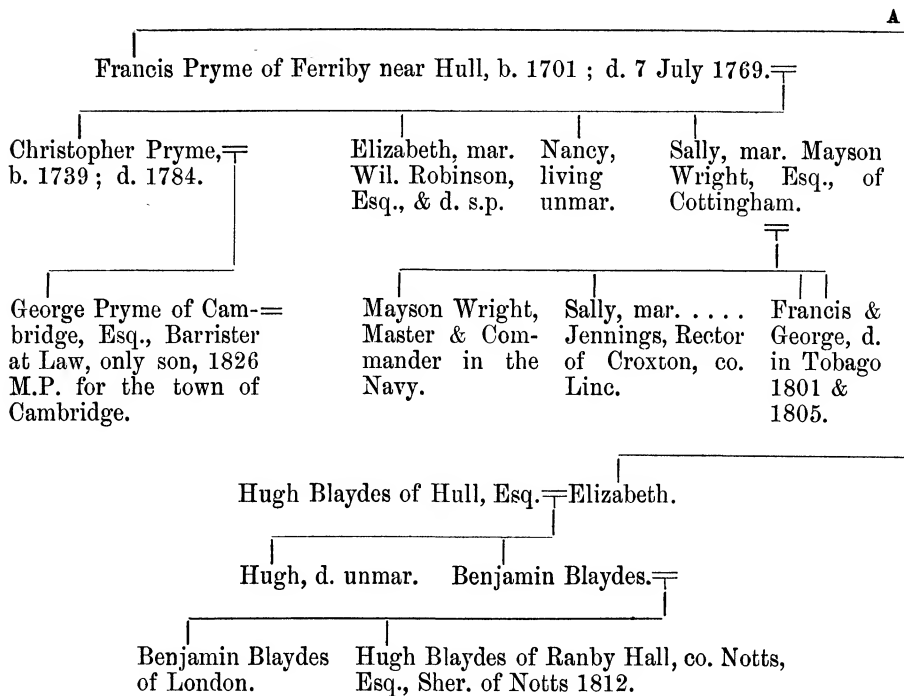 A
Francis Pryme of Ferriby near Hull, b. 1701 ; d. 7 July 1769.
Christopher Pryme,
b. 1739 ; d. 1784.
Elizabeth, mar.
Wil. Robinson,
Esq., & d. s.p.
Nancy,
living
unmar.
Sally, mar. Mayson
Wright, Esq., of
Cottingham.
George Pryme of Cam-
bridge, Esq., Barrister
at Law, only son, 1826
M.P. for the town of
Cambridge.
Mayson Wright,
Master & Com-
mander in the
Navy.
Sally, mar. . . . . .
Jennings, Rector
of Croxton, co.
Linc.
Francis &
George, d.
in Tobago
1801 &
1805.
Hugh Blaydes of Hull, Esq.
Elizabeth.
Hugh, d. unmar.
Benjamin Blaydes.
Benjamin Blaydes
of London.
Hugh Blaydes of Ranby Hall, co. Notts,
Esq., Sher. of Notts 1812.